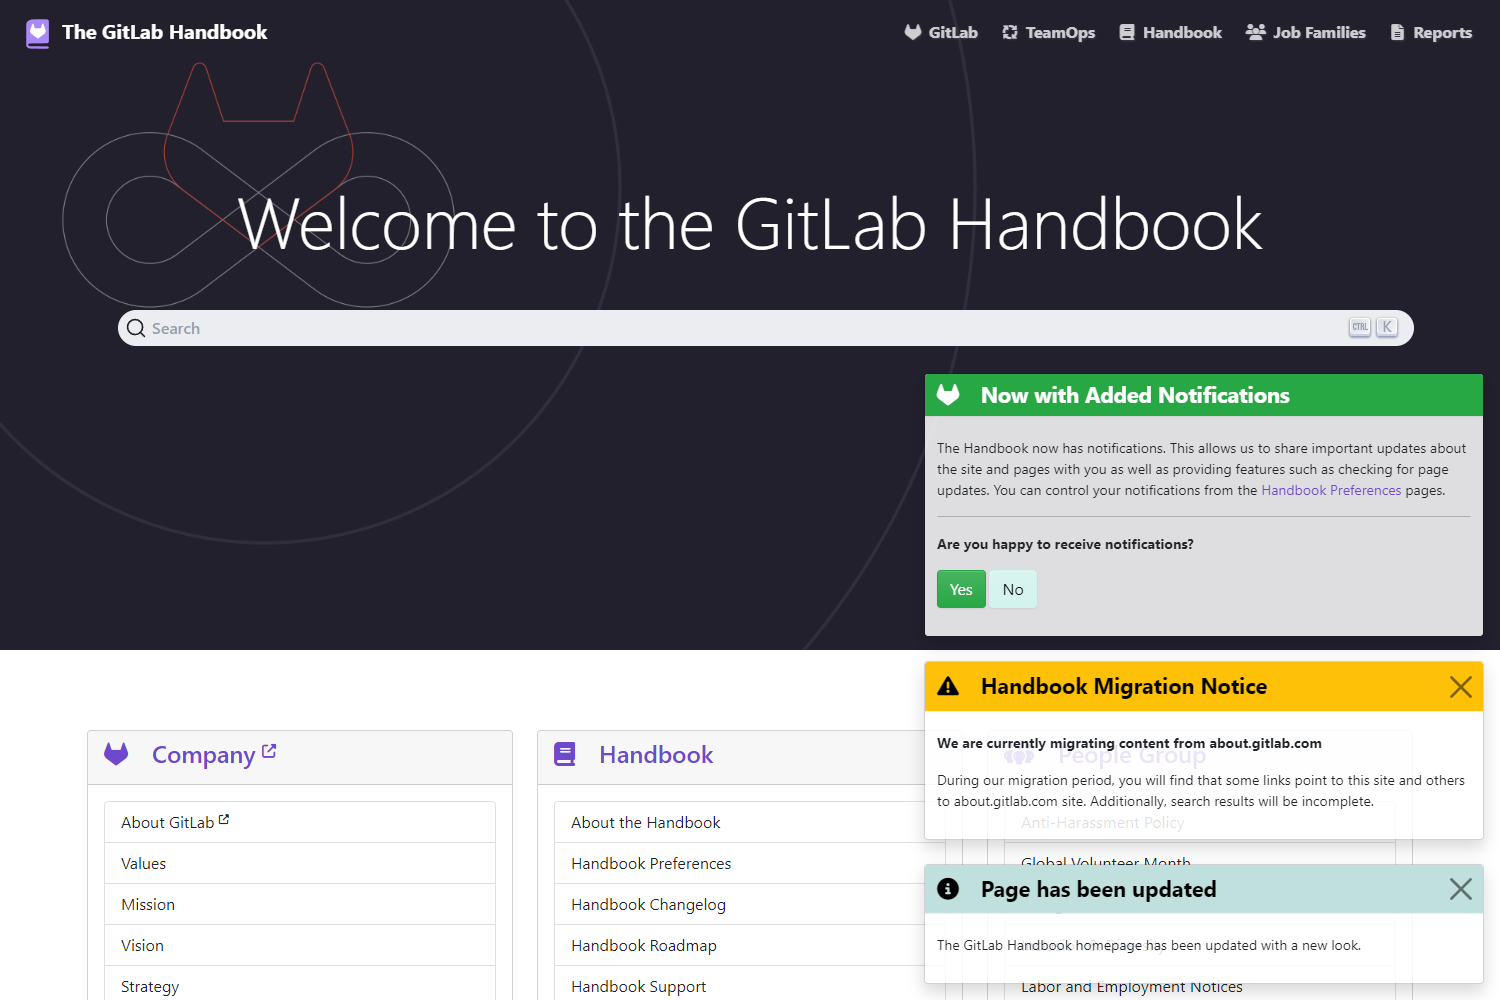 The GitLab Handbook
GitLab
TeamOps
Handbook
Job Families
Reports
Welcome to the GitLab Handbook
Search
CTRL K
Now with Added Notifications
The Handbook now has notifications. This allows us to share important updates about
the site and pages with you as well as providing features such as checking for page
updates. You can control your notifications from the Handbook Preferences pages.
Are you happy to receive notifications?
Yes
No
Handbook Migration Notice
We are currently migrating content from about.gitlab.com
During our migration period, you will find that some links point to this site and others
to about.gitlab.com site. Additionally, search results will be incomplete.
Page has been updated
The GitLab Handbook homepage has been updated with a new look.
Company
About GitLab
Values
Mission
Vision
Strategy
Handbook
About the Handbook
Handbook Preferences
Handbook Changelog
Handbook Roadmap
Handbook Support
People Group
Anti-Harassment Policy
Global Volunteer Month
Labor and Employment Notices